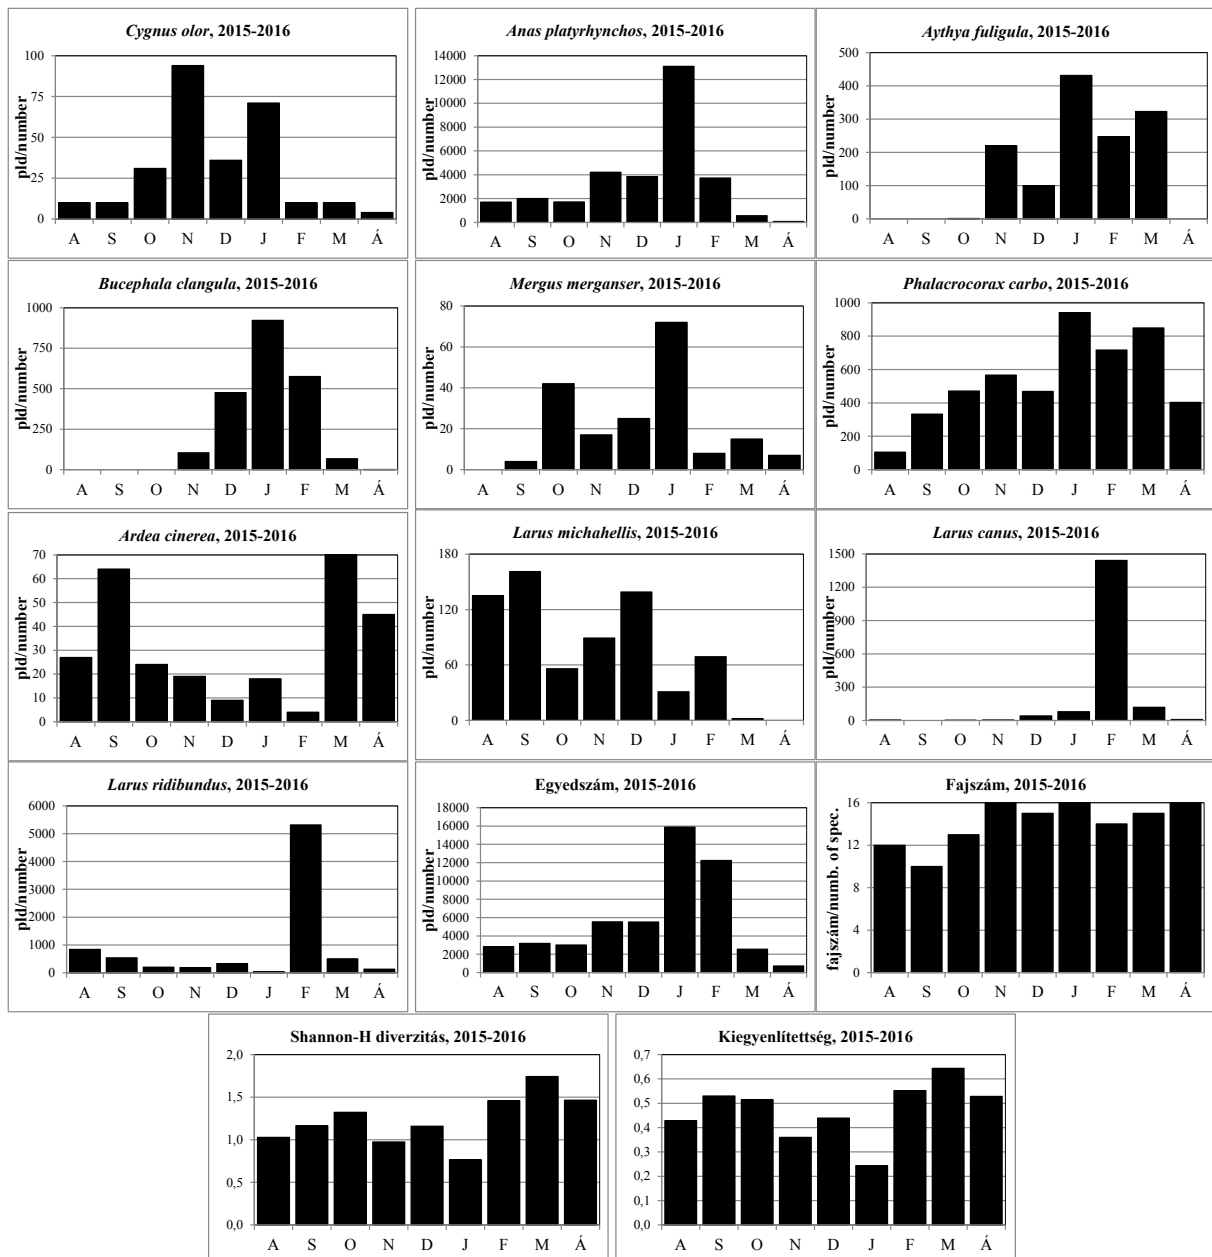 Cygnus olor, 2015-2016
pld/number
100
75
50
25
0
A S O N D J F M Á
Anas platyrhynchos, 2015-2016
pld/number
14000
12000
10000
8000
6000
4000
2000
0
A S O N D J F M Á
Aythya fuligula, 2015-2016
pld/number
500
400
300
200
100
0
A S O N D J F M Á
Bucephala clangula, 2015-2016
pld/number
1000
750
500
250
0
A S O N D J F M Á
Mergus merganser, 2015-2016
pld/number
80
60
40
20
0
A S O N D J F M Á
Phalacrocorax carbo, 2015-2016
pld/number
1000
800
600
400
200
0
A S O N D J F M Á
Ardea cinerea, 2015-2016
pld/number
70
60
50
40
30
20
10
0
A S O N D J F M Á
Larus michahellis, 2015-2016
pld/number
180
120
60
0
A S O N D J F M Á
Larus canus, 2015-2016
pld/number
1500
1200
900
600
300
0
A S O N D J F M Á
Larus ridibundus, 2015-2016
pld/number
6000
5000
4000
3000
2000
1000
0
A S O N D J F M Á
Egyedszám, 2015-2016
pld/number
18000
16000
14000
12000
10000
8000
6000
4000
2000
0
A S O N D J F M Á
Fajszám, 2015-2016
fajszám/numb. of spec.
16
12
8
4
0
A S O N D J F M Á
Shannon-H diverzitás, 2015-2016
2,0
1,5
1,0
0,5
0,0
A S O N D J F M Á
Kiegyenlítettség, 2015-2016
0,7
0,6
0,5
0,4
0,3
0,2
0,1
0,0
A S O N D J F M Á